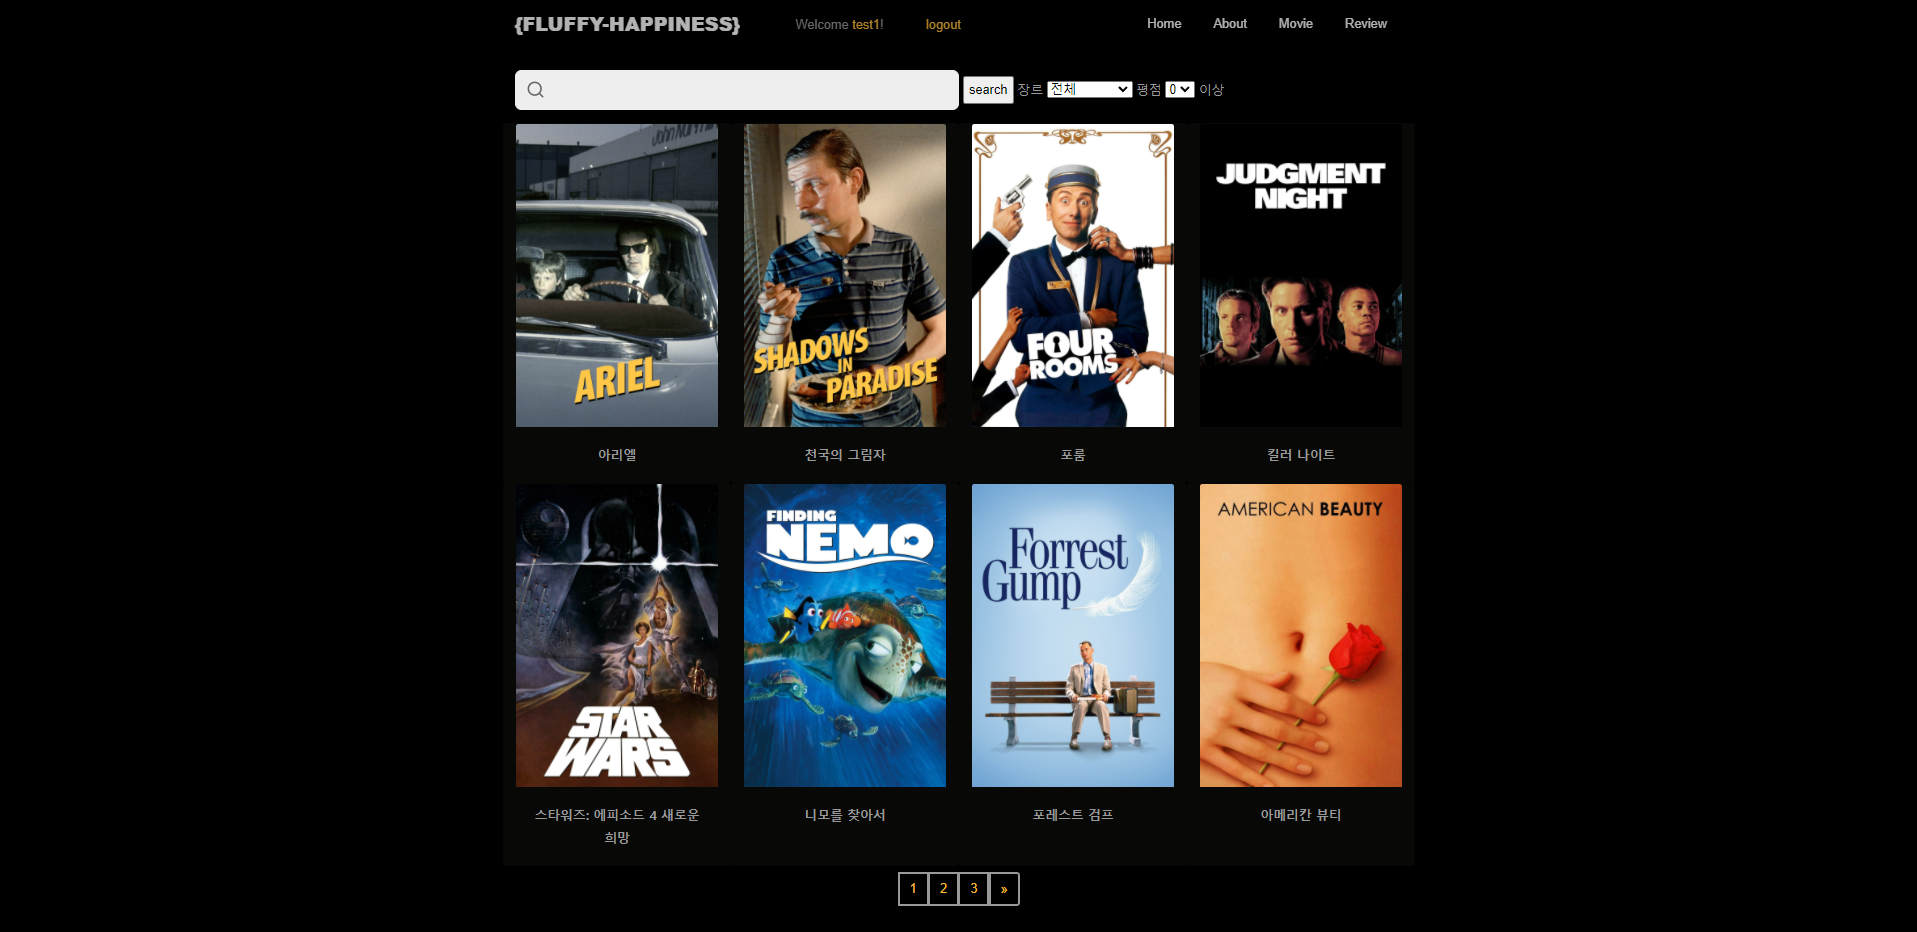 {FLUFFY-HAPPINESS} Welcome test1! logout Home About Movie Review
search 장르 전체 평점 0 이상
ARIEL
SHADOWS
IN
PARADISE
FOUR
ROOMS
JUDGMENT
NIGHT
아리엘 천국의 그림자 포룸 킬러 나이트
STAR
WARS
FINDING
NEMO
Forrest
Gump
AMERICAN BEAUTY
스타워즈: 에피소드 4 새로운
희망
니모를 찾아서 포레스트 검프 아메리칸 뷰티
1 2 3 »